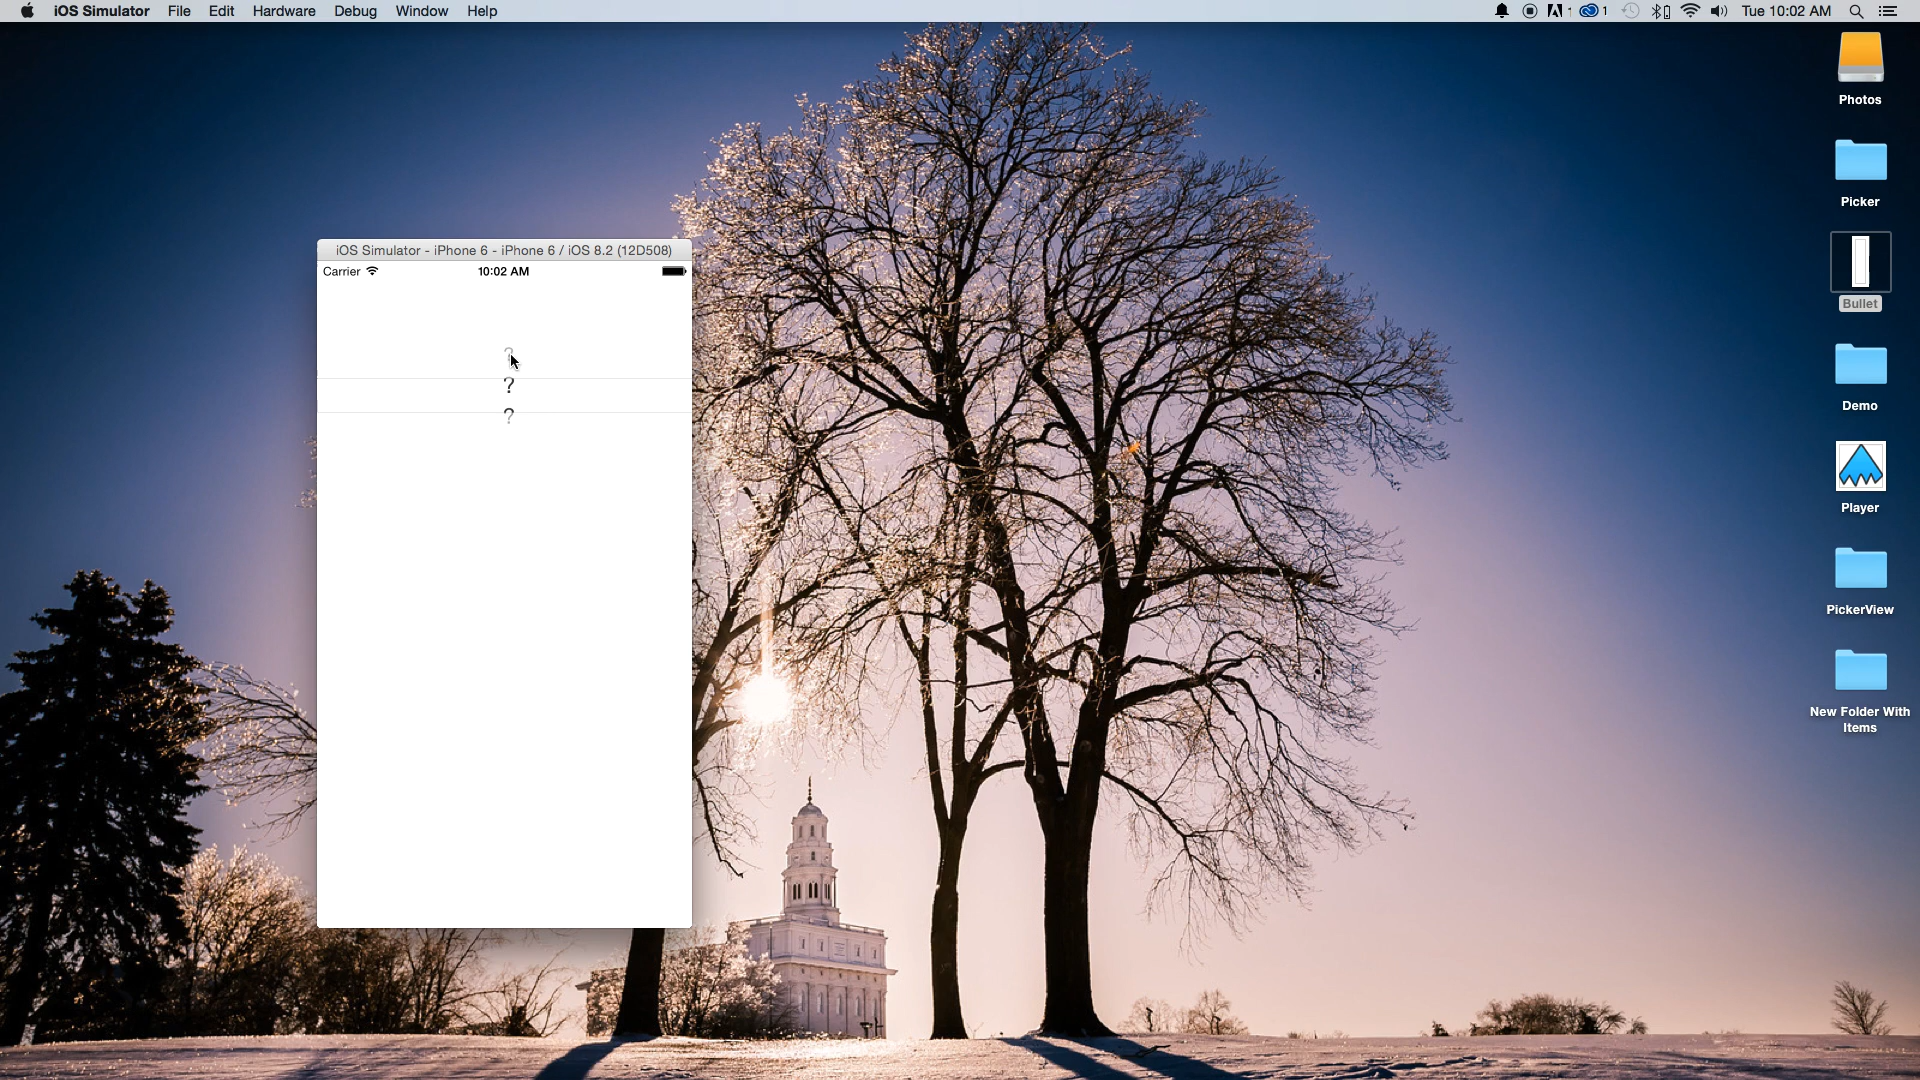 iOS Simulator File Edit Hardware Debug Window Help 1 1 Tue 10:02 AM
Photos
Picker
iOS Simulator - iPhone 6 - iPhone 6 / iOS 8.2 (12D508)
Carrier 10:02 AM
?
?
?
Bullet
Demo
Player
PickerView
New Folder With
Items